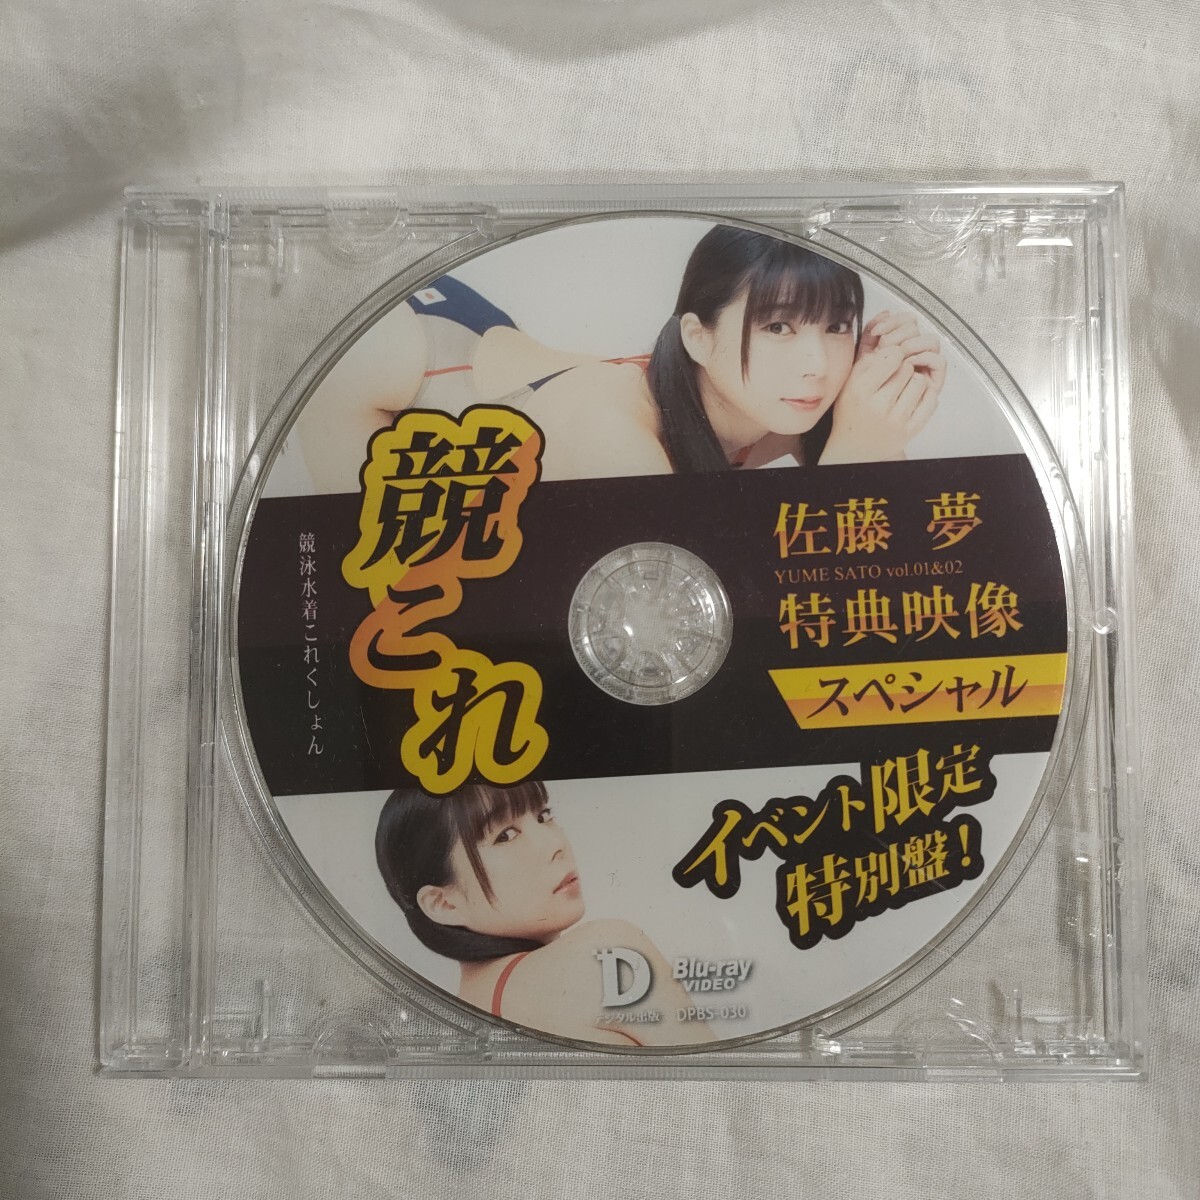 競これ
競泳水着これくしょん
佐藤 夢
YUME SATO vol.01&02
特典映像
スペシャル
イベント限定
特別盤！
D
デジタル出版
Blu-ray
VIDEO
DPBS-030